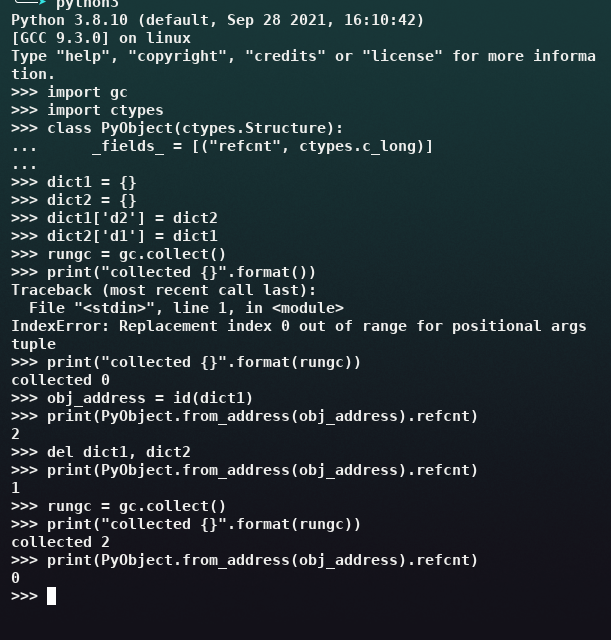 python3
Python 3.8.10 (default, Sep 28 2021, 16:10:42)
[GCC 9.3.0] on linux
Type "help", "copyright", "credits" or "license" for more informa
tion.
>>> import gc
>>> import ctypes
>>> class PyObject(ctypes.Structure):
...      _fields_ = [("refcnt", ctypes.c_long)]
...
>>> dict1 = {}
>>> dict2 = {}
>>> dict1['d2'] = dict2
>>> dict2['d1'] = dict1
>>> rungc = gc.collect()
>>> print("collected {}".format())
Traceback (most recent call last):
  File "<stdin>", line 1, in <module>
IndexError: Replacement index 0 out of range for positional args
tuple
>>> print("collected {}".format(rungc))
collected 0
>>> obj_address = id(dict1)
>>> print(PyObject.from_address(obj_address).refcnt)
2
>>> del dict1, dict2
>>> print(PyObject.from_address(obj_address).refcnt)
1
>>> rungc = gc.collect()
>>> print("collected {}".format(rungc))
collected 2
>>> print(PyObject.from_address(obj_address).refcnt)
0
>>>